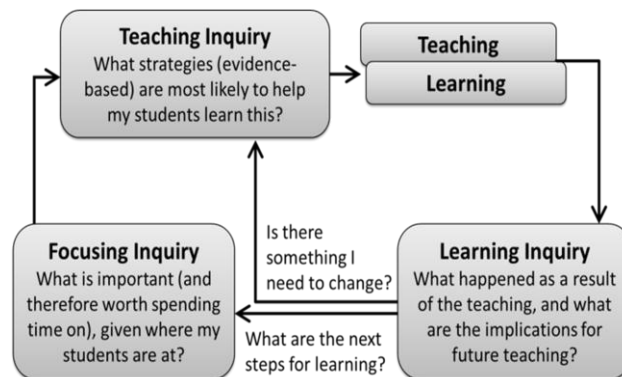 Teaching Inquiry
What strategies (evidence-
based) are most likely to help
my students learn this?
Teaching
Learning
Is there
something I
need to change?
Focusing Inquiry
What is important (and
therefore worth spending
time on), given where my
students are at?
What are the next
steps for learning?
Learning Inquiry
What happened as a result
of the teaching, and what
are the implications for
future teaching?